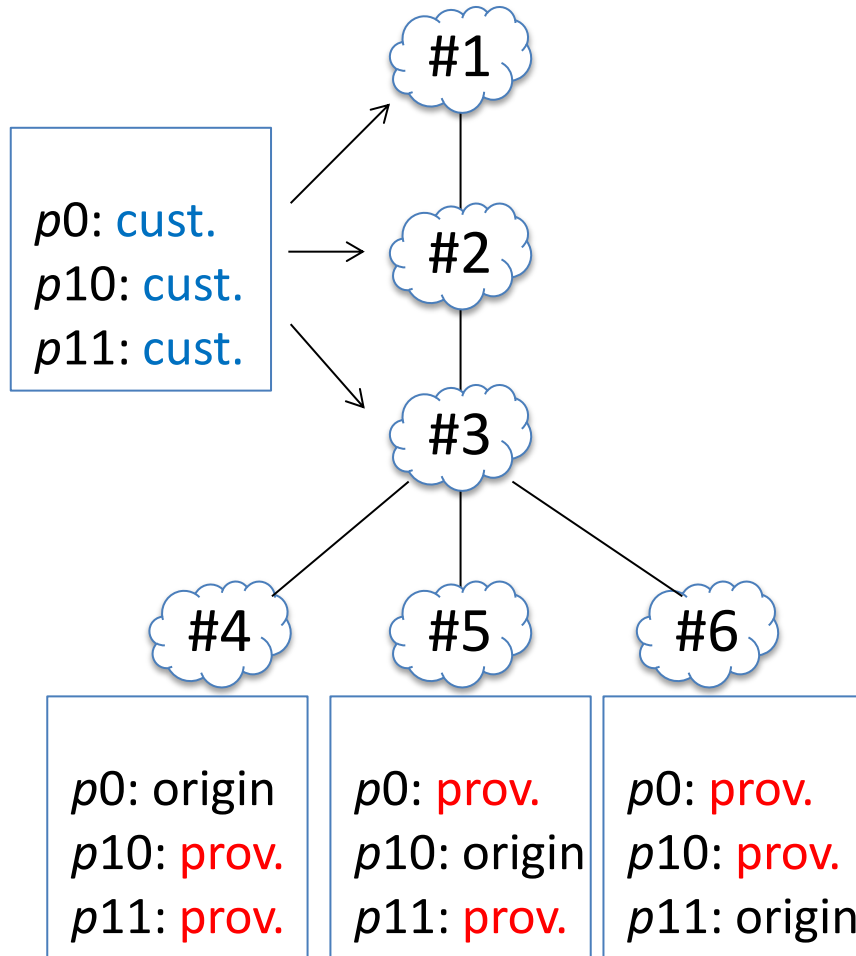 #1
p0: cust.
p10: cust.
p11: cust.
#2
#3
#4
#5
#6
p0: origin
p10: prov.
p11: prov.
p0: prov.
p10: origin
p11: prov.
p0: prov.
p10: prov.
p11: origin